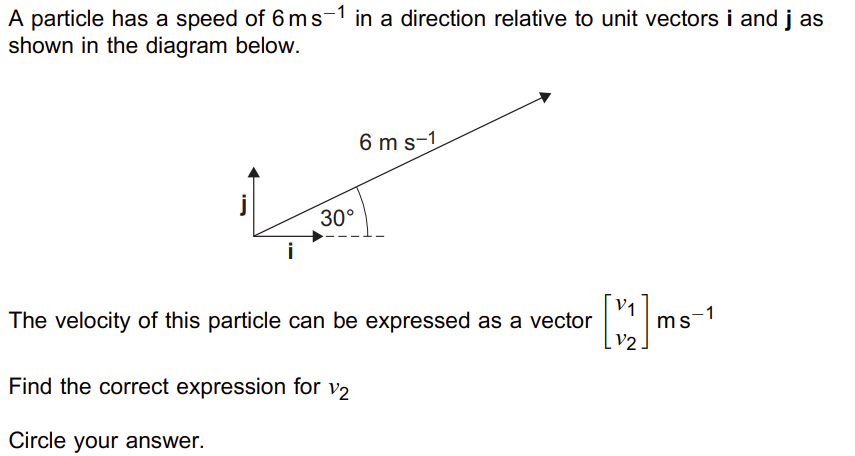 A particle has a speed of 6 m s⁻¹ in a direction relative to unit vectors i and j as
shown in the diagram below.
6 m s⁻¹
j
30°
i
The velocity of this particle can be expressed as a vector [v₁ v₂] m s⁻¹
Find the correct expression for v₂
Circle your answer.